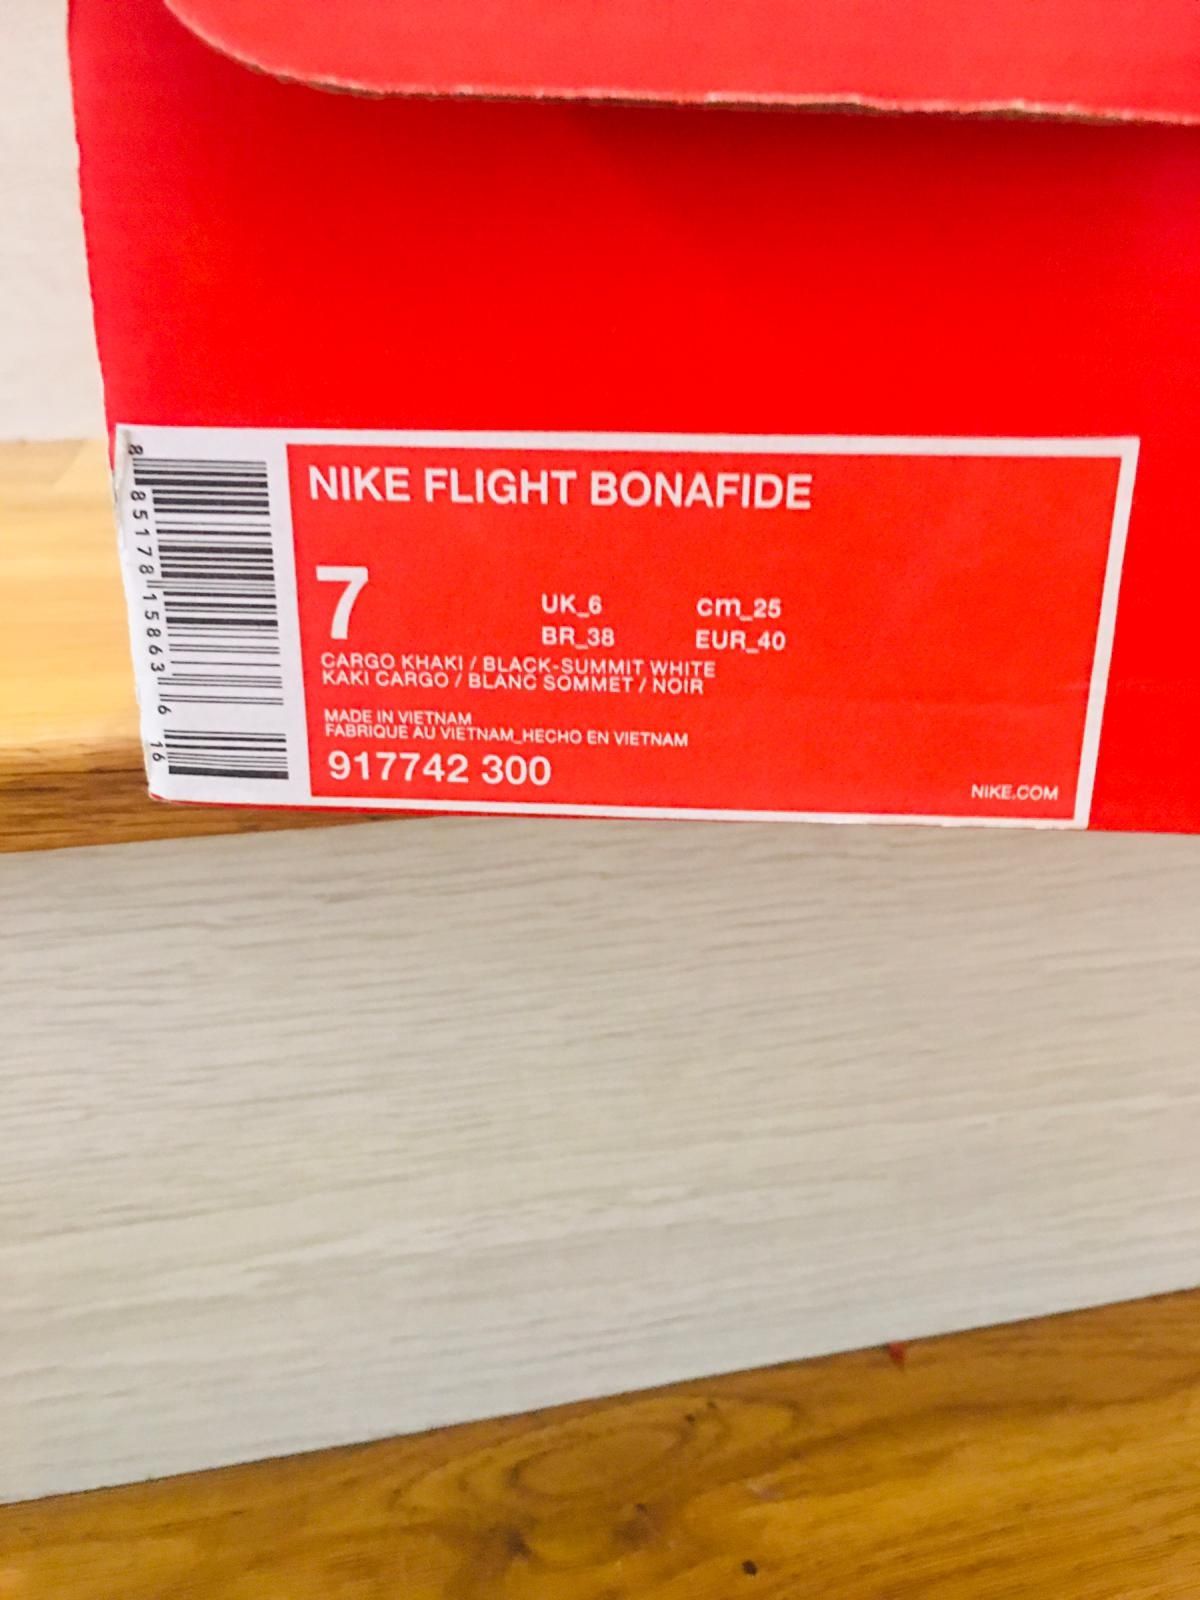 8 85178 15863 6 16
NIKE FLIGHT BONAFIDE
7
UK_6 cm_25
BR_38 EUR_40
CARGO KHAKI / BLACK-SUMMIT WHITE
KAKI CARGO / BLANC SOMMET / NOIR
MADE IN VIETNAM
FABRIQUE AU VIETNAM_HECHO EN VIETNAM
917742 300
NIKE.COM